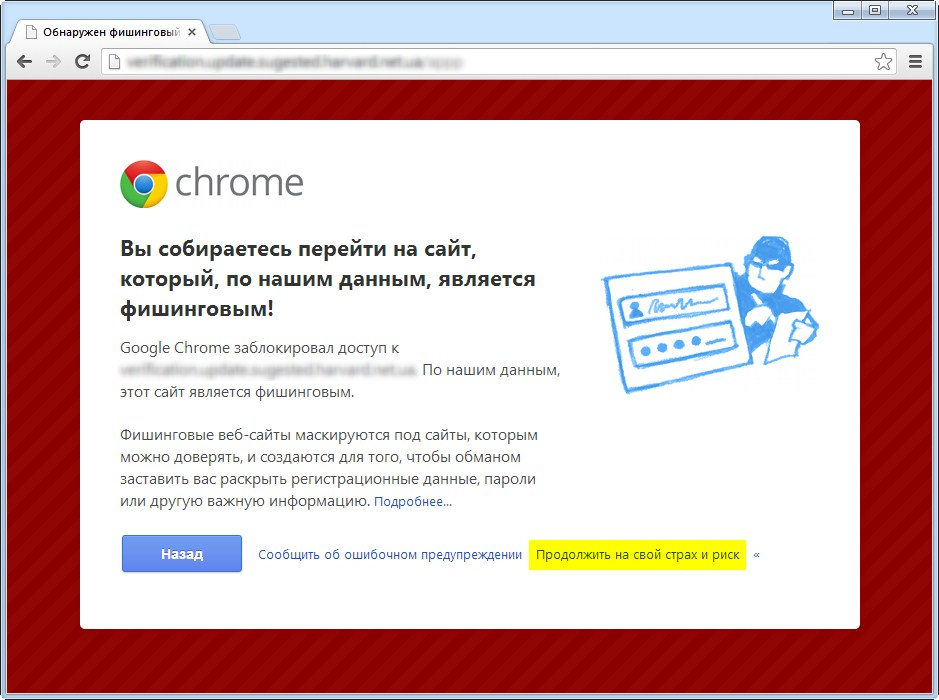 Обнаружен фишинговый
chrome
Вы собираетесь перейти на сайт,
который, по нашим данным, является
фишинговым!
Google Chrome заблокировал доступ к
По нашим данным,
этот сайт является фишинговым.
Фишинговые веб-сайты маскируются под сайты, которым
можно доверять, и создаются для того, чтобы обманом
заставить вас раскрыть регистрационные данные, пароли
или другую важную информацию. Подробнее...
Назад Сообщить об ошибочном предупреждении Продолжить на свой страх и риск «